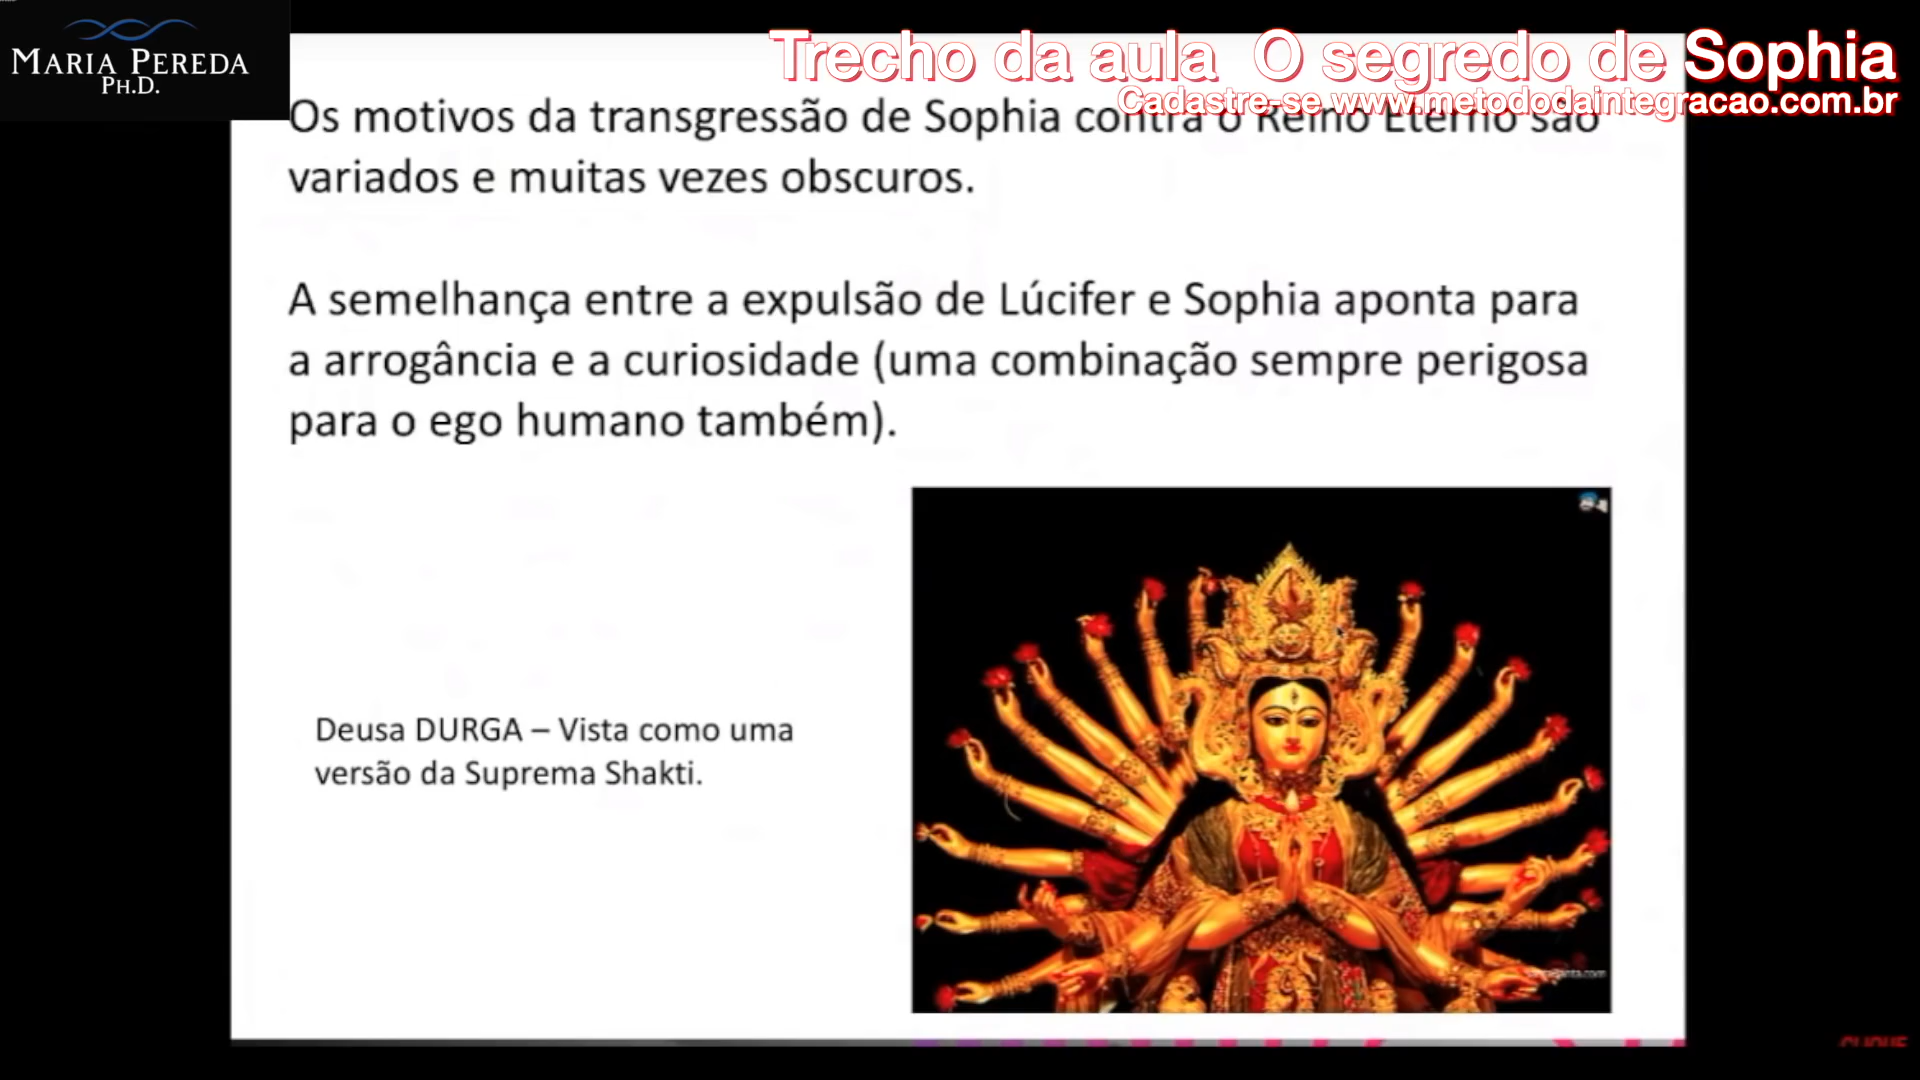 MARIA PEREDA
PH.D.
Trecho da aula O segredo de Sophia
Cadastre-se www.metododaintegracao.com.br
Os motivos da transgressão de Sophia contra o Reino Eterno são
variados e muitas vezes obscuros.
A semelhança entre a expulsão de Lúcifer e Sophia aponta para
a arrogância e a curiosidade (uma combinação sempre perigosa
para o ego humano também).
Deusa DURGA – Vista como uma
versão da Suprema Shakti.